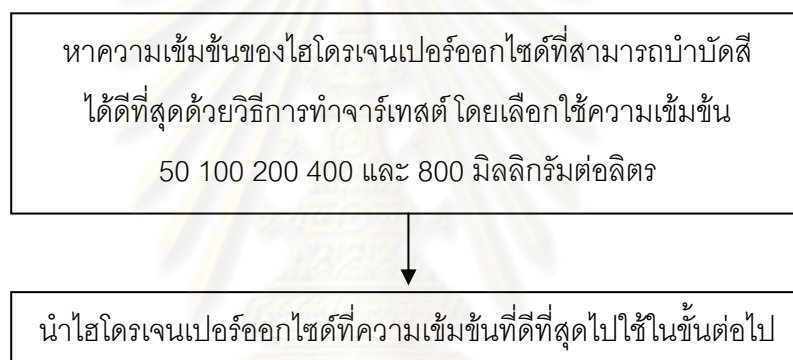 หาความเข้มข้นของไฮโดรเจนเปอร์ออกไซด์ที่สามารถบำบัดสี
ได้ดีที่สุดด้วยวิธีการทำจาร์เทสต์ โดยเลือกใช้ความเข้มข้น
50 100 200 400 และ 800 มิลลิกรัมต่อลิตร
นำไฮโดรเจนเปอร์ออกไซด์ที่ความเข้มข้นที่ดีที่สุดไปใช้ในขั้นต่อไป